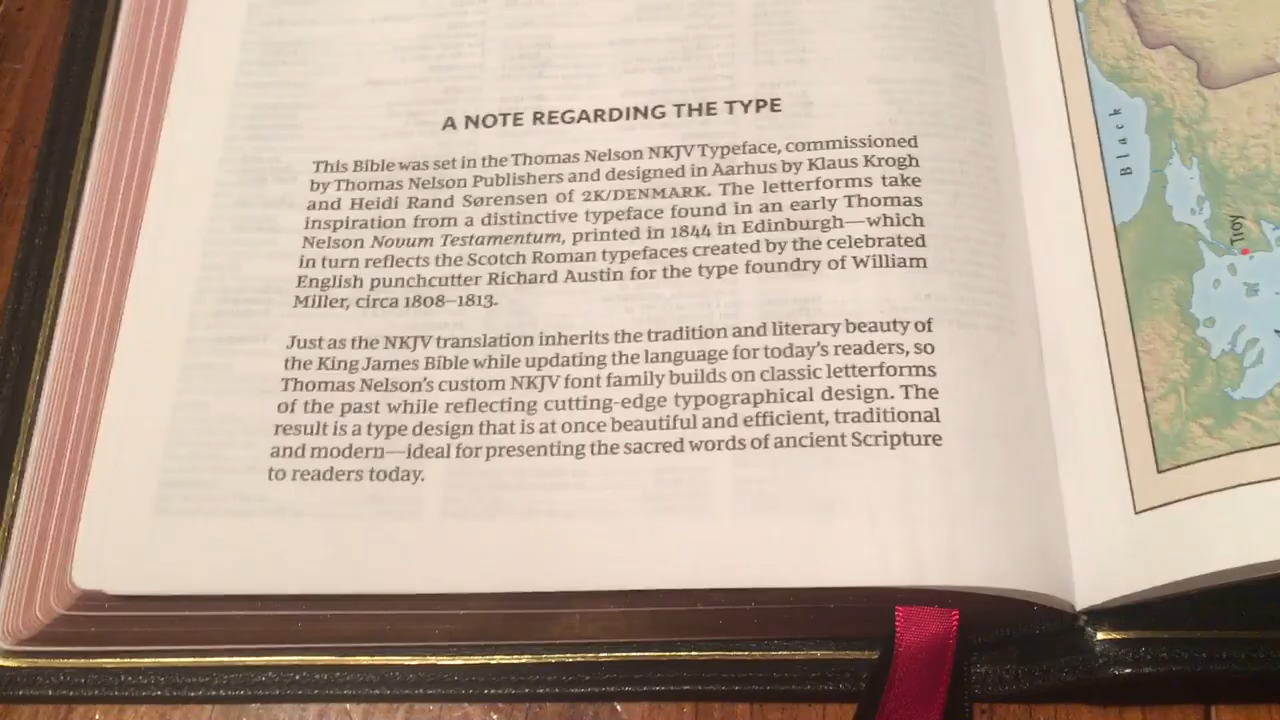 A NOTE REGARDING THE TYPE
This Bible was set in the Thomas Nelson NKJV Typeface, commissioned
by Thomas Nelson Publishers and designed in Aarhus by Klaus Krogh
and Heidi Rand Sørensen of 2K/DENMARK. The letterforms take
inspiration from a distinctive typeface found in an early Thomas
Nelson Novum Testamentum, printed in 1844 in Edinburgh—which
in turn reflects the Scotch Roman typefaces created by the celebrated
English punchcutter Richard Austin for the type foundry of William
Miller, circa 1808–1813.
Just as the NKJV translation inherits the tradition and literary beauty of
the King James Bible while updating the language for today's readers, so
Thomas Nelson's custom NKJV font family builds on classic letterforms
of the past while reflecting cutting-edge typographical design. The
result is a type design that is at once beautiful and efficient, traditional
and modern—ideal for presenting the sacred words of ancient Scripture
to readers today.
Black
Troy